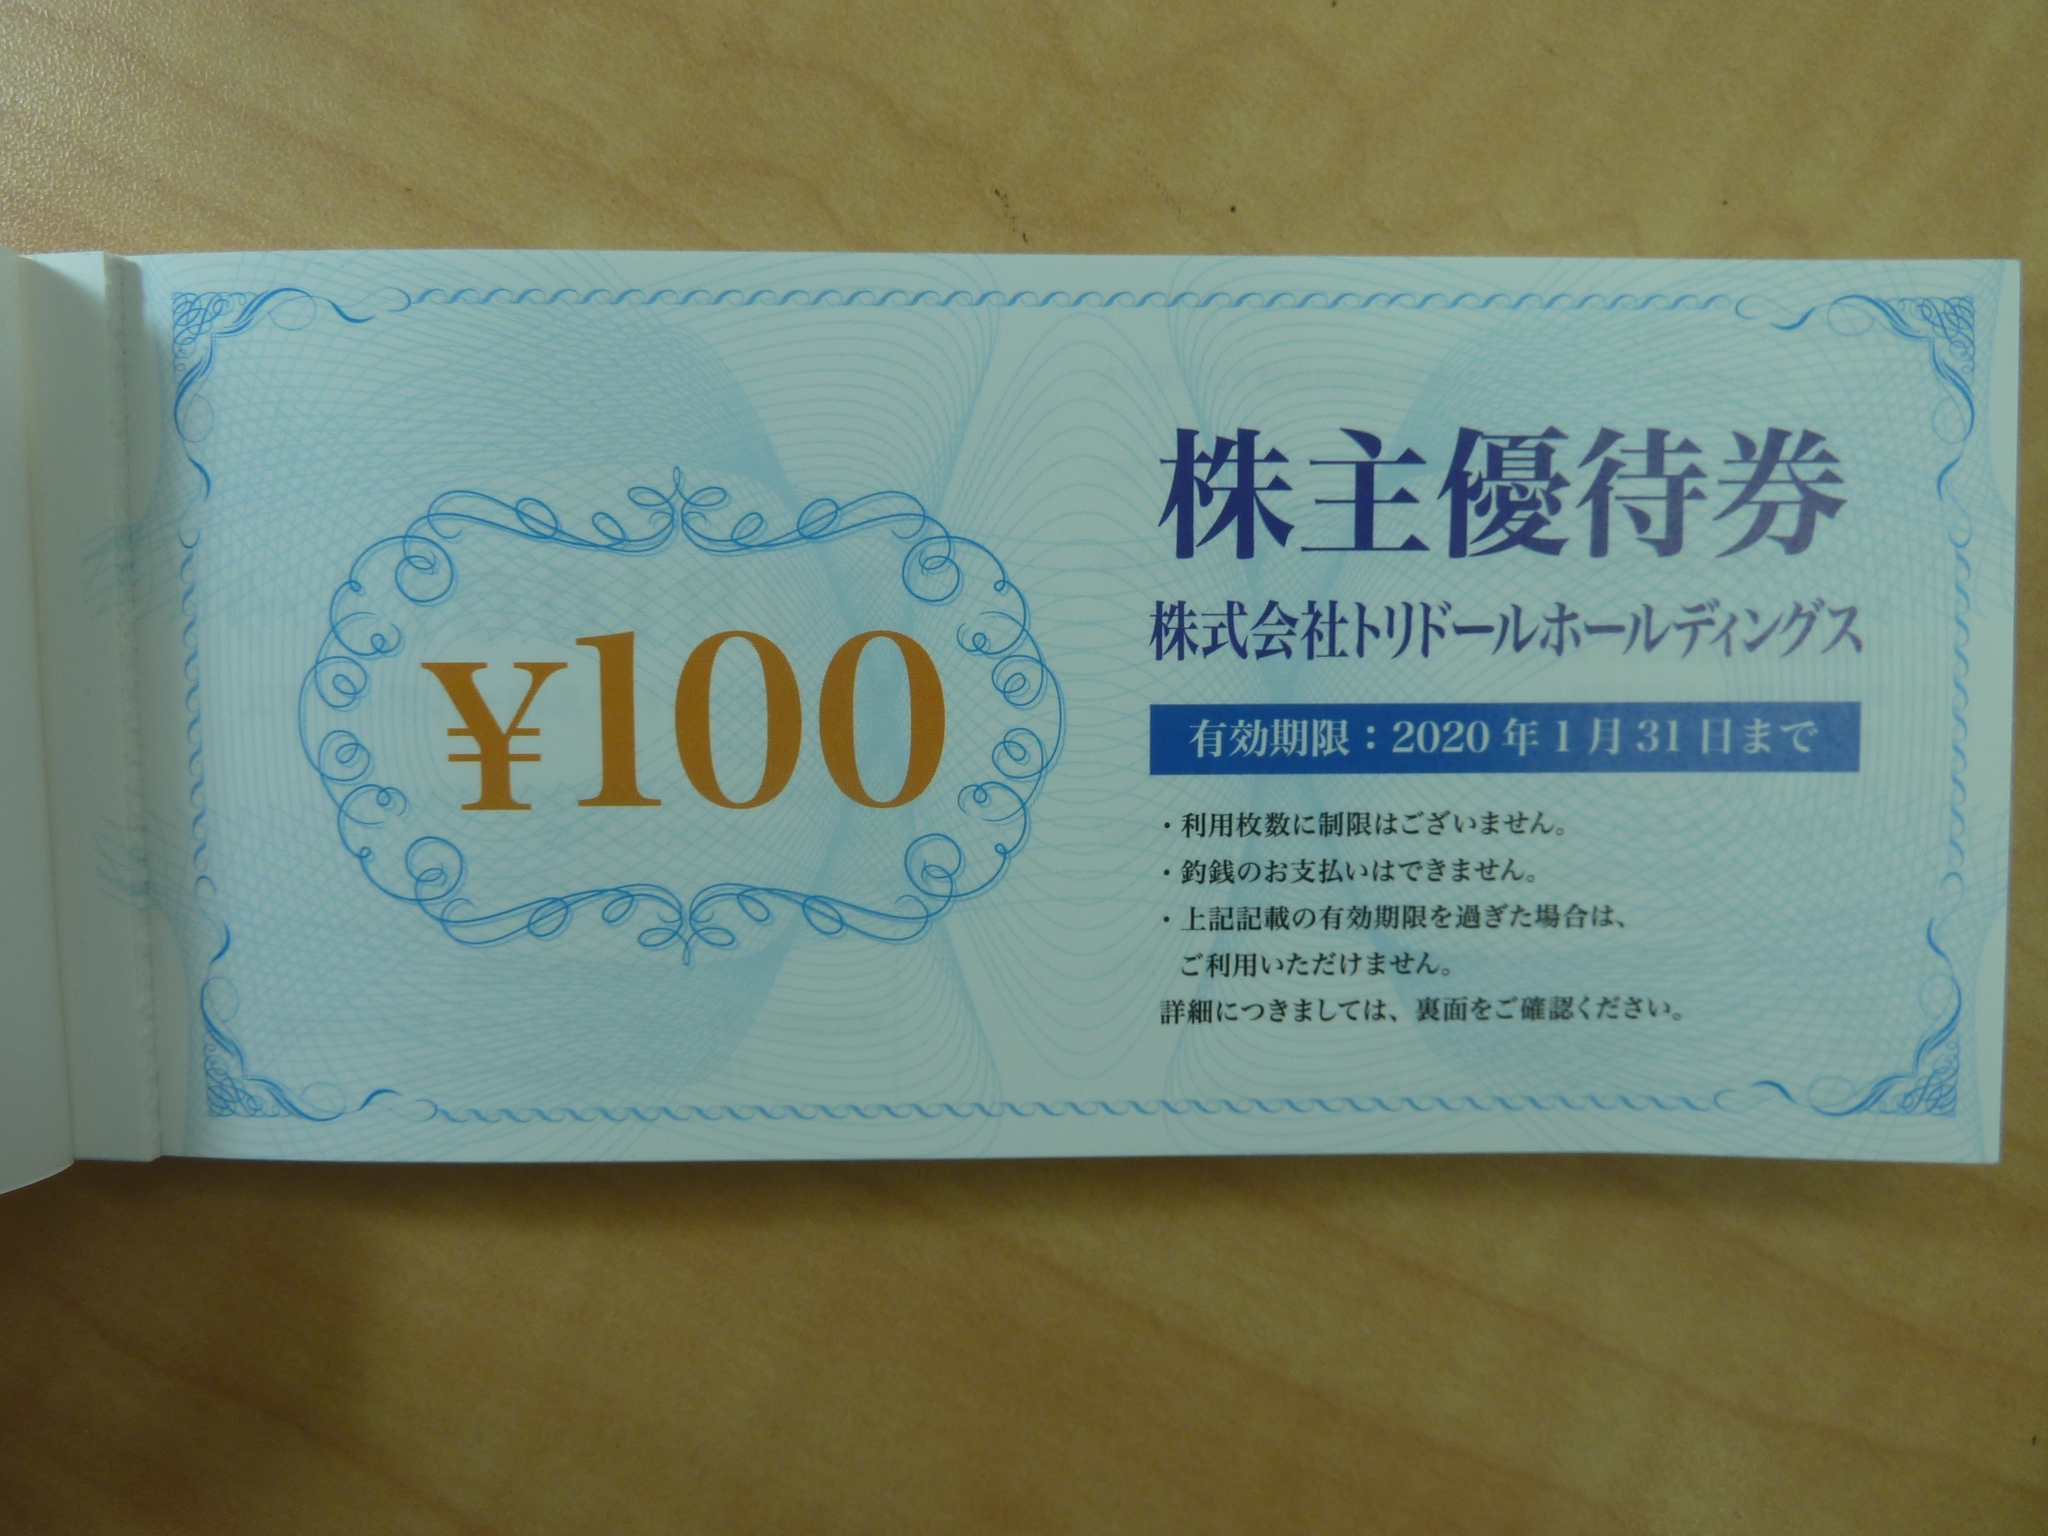 ¥100
株主優待券
株式会社トリドールホールディングス
有効期限：2020年1月31日まで
・利用枚数に制限はございません。
・釣銭のお支払いはできません。
・上記記載の有効期限を過ぎた場合は、
ご利用いただけません。
詳細につきましては、裏面をご確認ください。